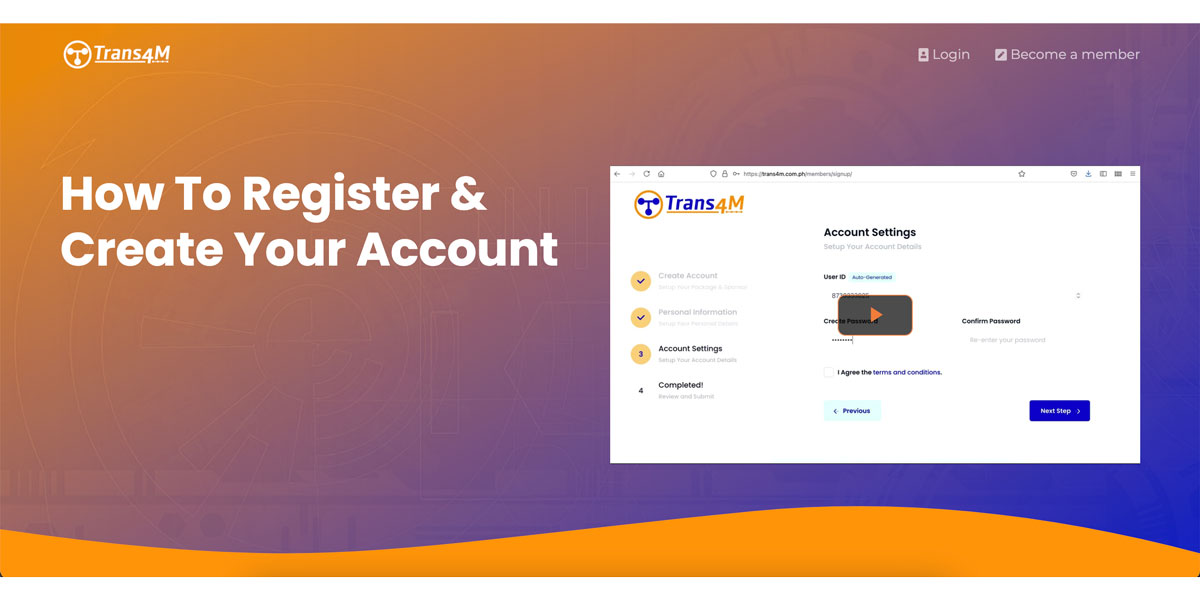 Trans4M
Login
Become a member
How To Register &
Create Your Account
https://trans4m.com.ph/members/signup/
Trans4M
Account Settings
Setup Your Account Details
Create Account
Setup Your Package & Sponsor
Personal Information
Setup Your Personal Details
3
Account Settings
Setup Your Account Details
4
Completed!
Review and Submit
User ID
Auto-Generated
Create Password
Confirm Password
Re-enter your password
I Agree the terms and conditions.
Previous
Next Step